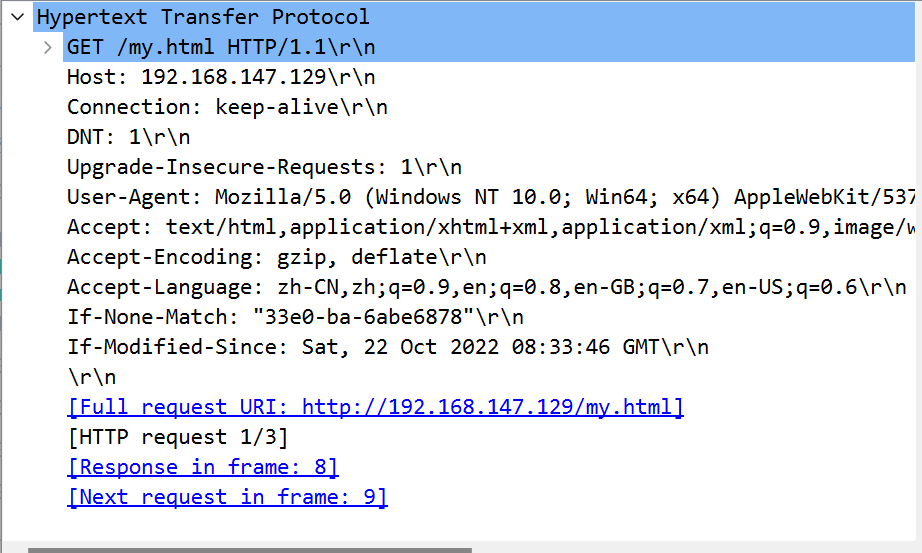 Hypertext Transfer Protocol
GET /my.html HTTP/1.1\r\n
Host: 192.168.147.129\r\n
Connection: keep-alive\r\n
DNT: 1\r\n
Upgrade-Insecure-Requests: 1\r\n
User-Agent: Mozilla/5.0 (Windows NT 10.0; Win64; x64) AppleWebKit/537
Accept: text/html,application/xhtml+xml,application/xml;q=0.9,image/w
Accept-Encoding: gzip, deflate\r\n
Accept-Language: zh-CN,zh;q=0.9,en;q=0.8,en-GB;q=0.7,en-US;q=0.6\r\n
If-None-Match: "33e0-ba-6abe6878"\r\n
If-Modified-Since: Sat, 22 Oct 2022 08:33:46 GMT\r\n
\r\n
[Full request URI: http://192.168.147.129/my.html]
[HTTP request 1/3]
[Response in frame: 8]
[Next request in frame: 9]